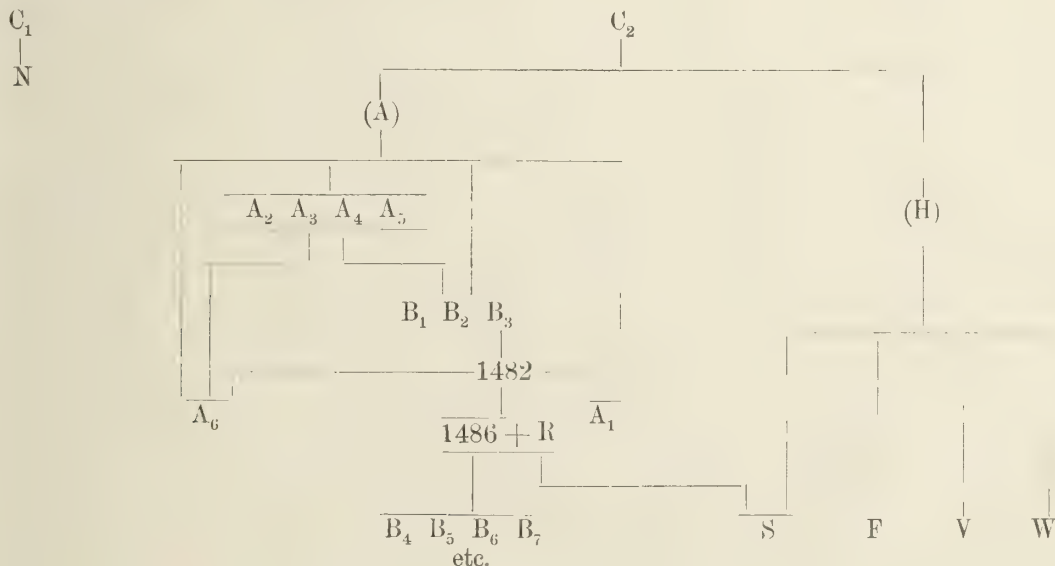 C₁ C₂
N
(A)
A₂ A₃ A₄ A₅ (H)
B₁ B₂ B₃
1482
A₆ A₁
1486 + R
B₄ B₅ B₆ B₇ S F V W
etc.